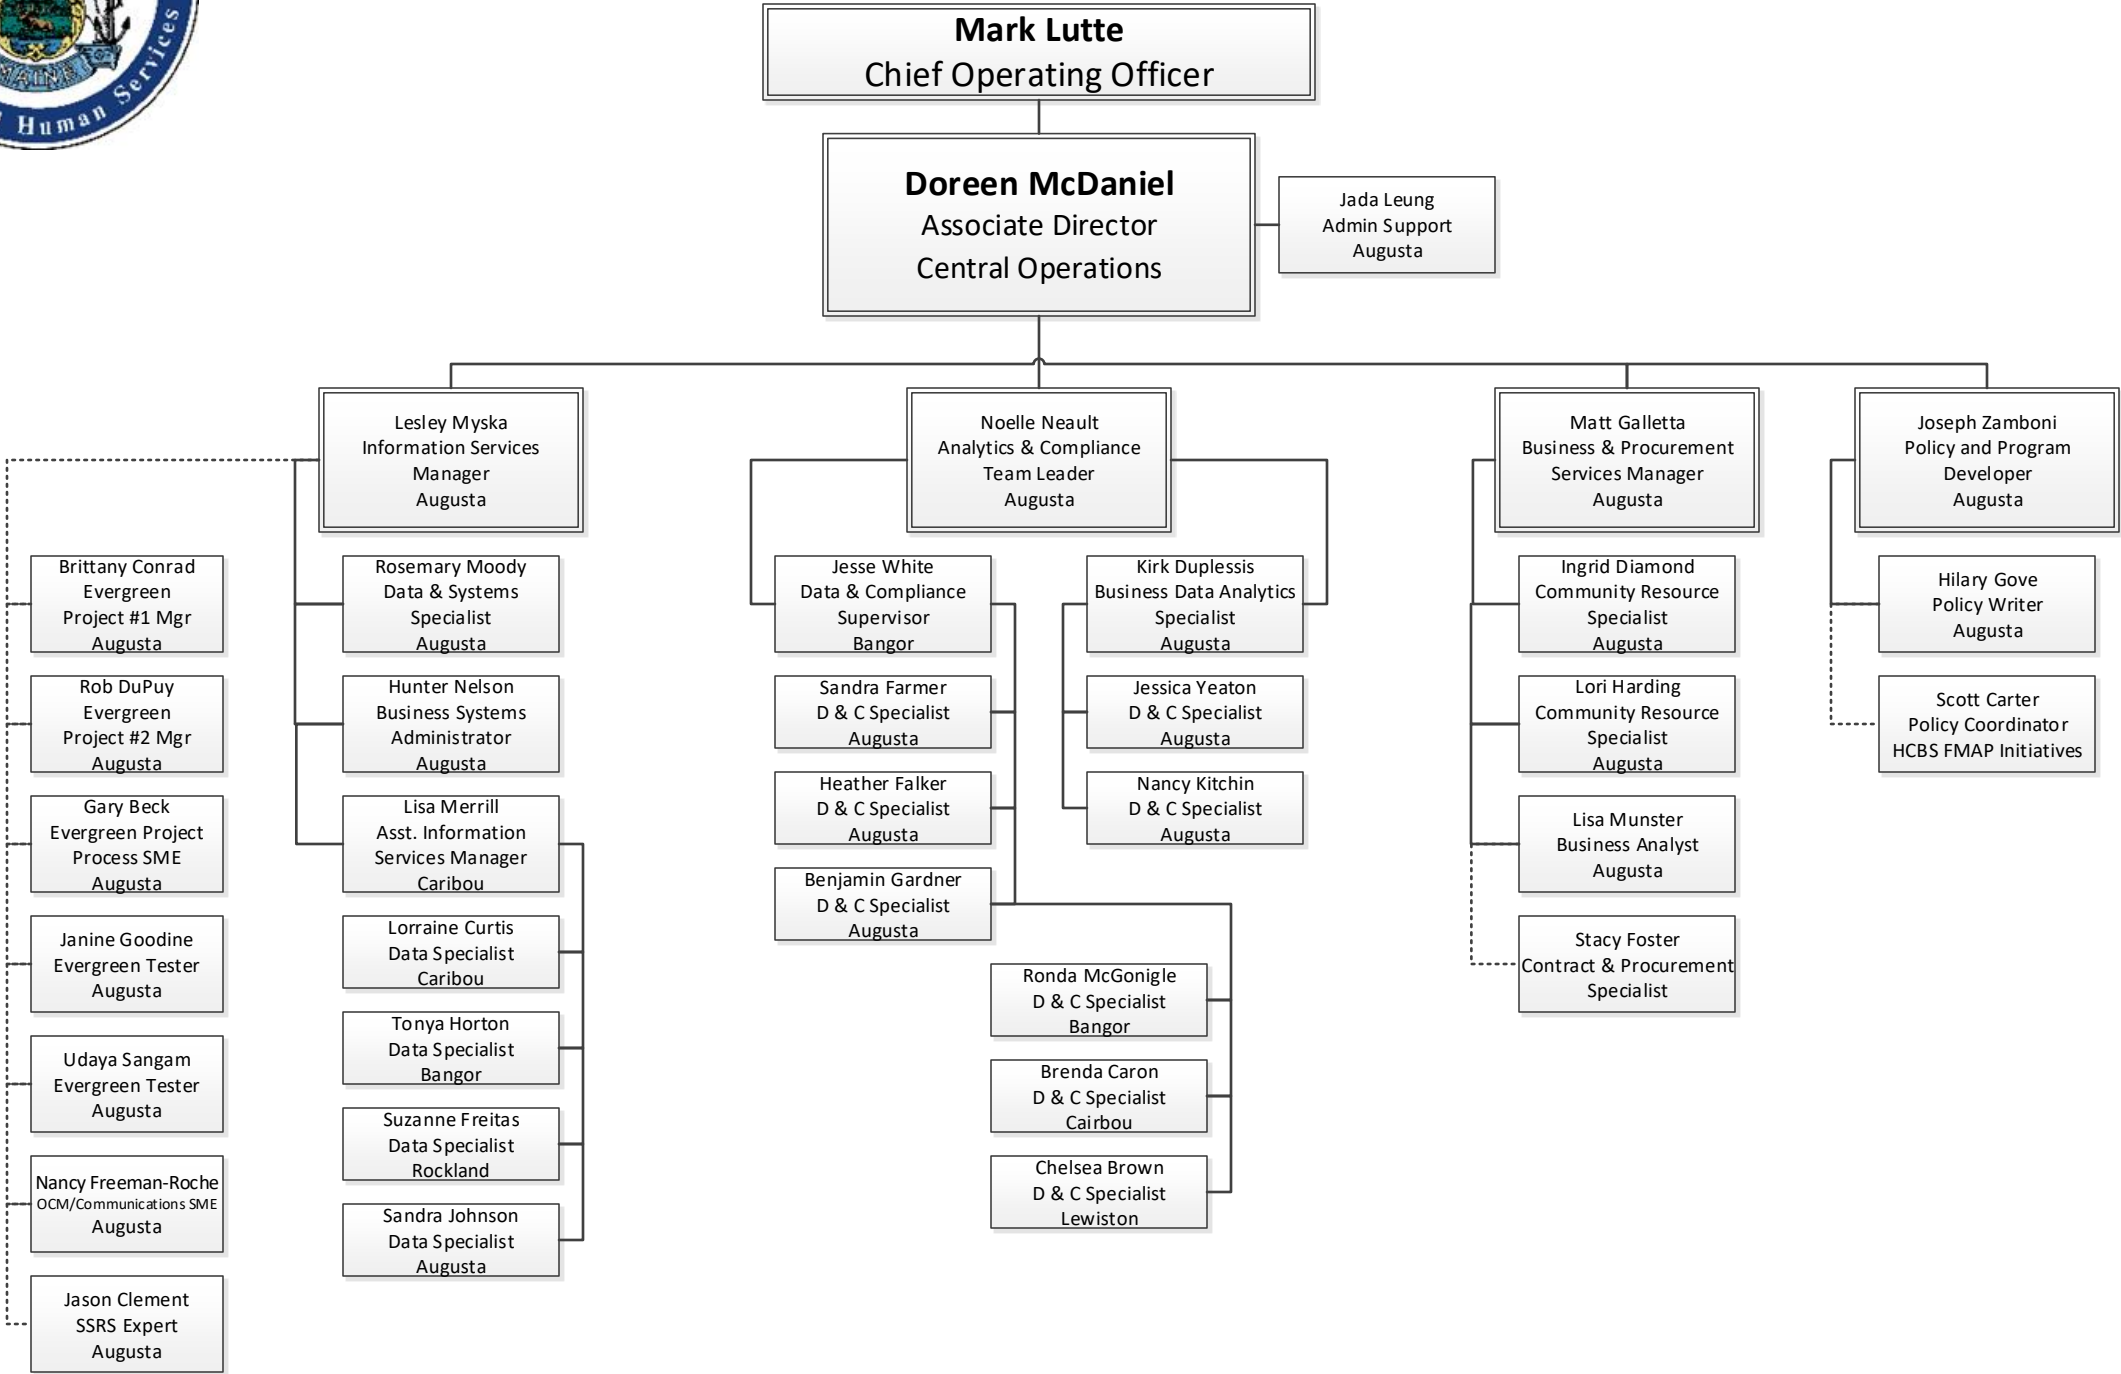 MAINE
Human Services
Mark Lutte
Chief Operating Officer
Doreen McDaniel
Associate Director
Central Operations
Jada Leung
Admin Support
Augusta
Lesley Myska
Information Services
Manager
Augusta
Noelle Neault
Analytics & Compliance
Team Leader
Augusta
Matt Galletta
Business & Procurement
Services Manager
Augusta
Joseph Zamboni
Policy and Program
Developer
Augusta
Brittany Conrad
Evergreen
Project #1 Mgr
Augusta
Rob DuPuy
Evergreen
Project #2 Mgr
Augusta
Gary Beck
Evergreen Project
Process SME
Augusta
Janine Goodine
Evergreen Tester
Augusta
Udaya Sangam
Evergreen Tester
Augusta
Nancy Freeman-Roche
OCM/Communications SME
Augusta
Jason Clement
SSRS Expert
Augusta
Rosemary Moody
Data & Systems
Specialist
Augusta
Hunter Nelson
Business Systems
Administrator
Augusta
Lisa Merrill
Asst. Information
Services Manager
Caribou
Lorraine Curtis
Data Specialist
Caribou
Tonya Horton
Data Specialist
Bangor
Suzanne Freitas
Data Specialist
Rockland
Sandra Johnson
Data Specialist
Augusta
Jesse White
Data & Compliance
Supervisor
Bangor
Sandra Farmer
D & C Specialist
Augusta
Heather Falker
D & C Specialist
Augusta
Benjamin Gardner
D & C Specialist
Augusta
Ronda McGonigle
D & C Specialist
Bangor
Brenda Caron
D & C Specialist
Cairbou
Chelsea Brown
D & C Specialist
Lewiston
Kirk Duplessis
Business Data Analytics
Specialist
Augusta
Jessica Yeaton
D & C Specialist
Augusta
Nancy Kitchin
D & C Specialist
Augusta
Ingrid Diamond
Community Resource
Specialist
Augusta
Lori Harding
Community Resource
Specialist
Augusta
Lisa Munster
Business Analyst
Augusta
Stacy Foster
Contract & Procurement
Specialist
Hilary Gove
Policy Writer
Augusta
Scott Carter
Policy Coordinator
HCBS FMAP Initiatives